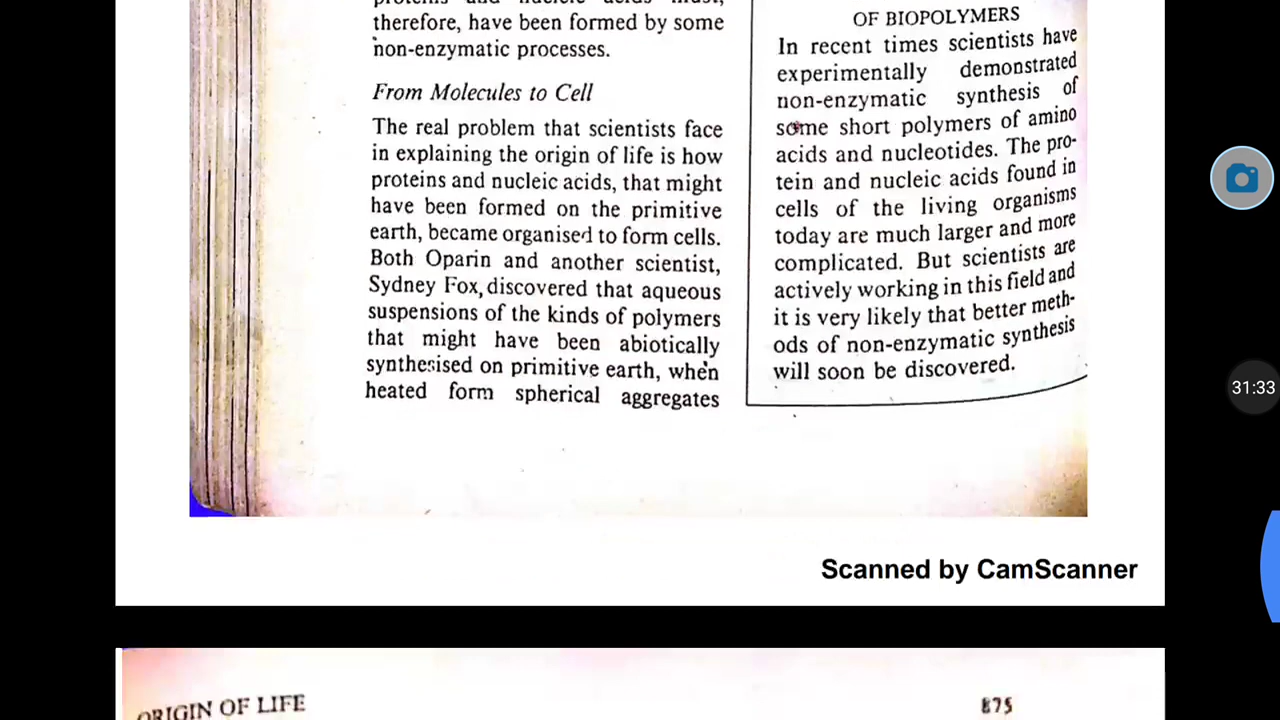 proteins and nucleic acids must,
therefore, have been formed by some
non-enzymatic processes.
From Molecules to Cell
The real problem that scientists face
in explaining the origin of life is how
proteins and nucleic acids, that might
have been formed on the primitive
earth, became organised to form cells.
Both Oparin and another scientist,
Sydney Fox, discovered that aqueous
suspensions of the kinds of polymers
that might have been abiotically
synthesised on primitive earth, when
heated form spherical aggregates
OF BIOPOLYMERS
In recent times scientists have
experimentally demonstrated
non-enzymatic synthesis of
some short polymers of amino
acids and nucleotides. The pro-
tein and nucleic acids found in
cells of the living organisms
today are much larger and more
complicated. But scientists are
actively working in this field and
it is very likely that better meth-
ods of non-enzymatic synthesis
will soon be discovered.
31:33
Scanned by CamScanner
ORIGIN OF LIFE
875